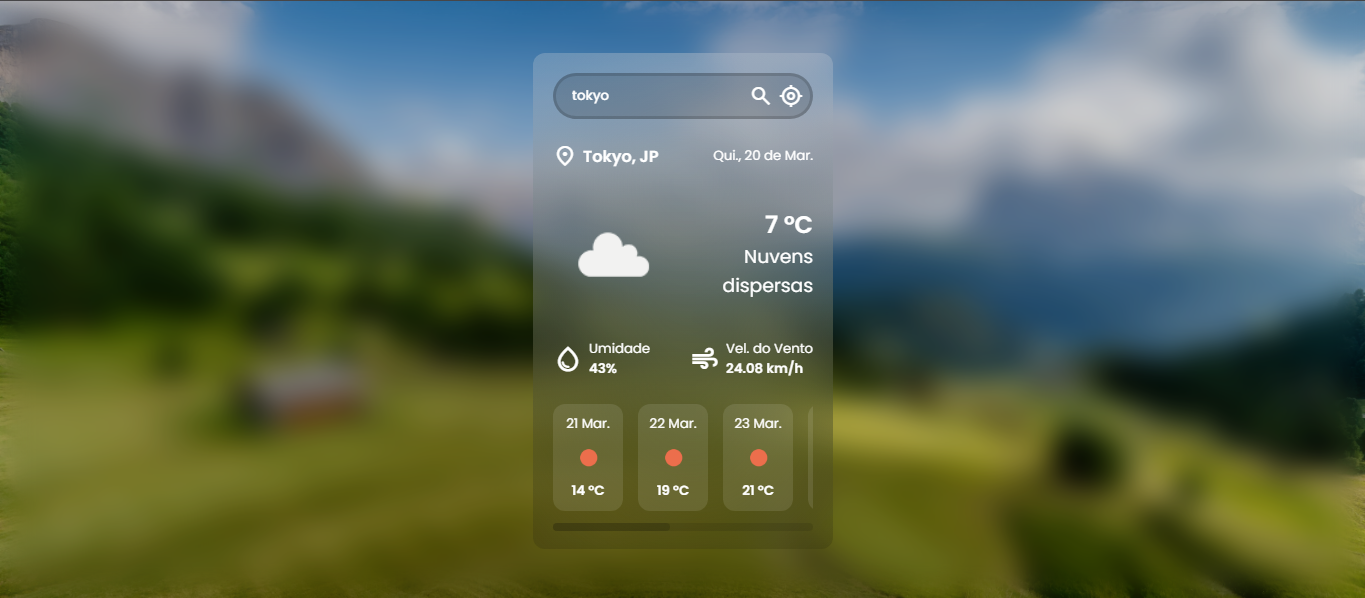 tokyo
Tokyo, JP
Qui., 20 de Mar.
7 ºC
Nuvens
dispersas
Umidade
43%
Vel. do Vento
24.08 km/h
21 Mar.
14 ºC
22 Mar.
19 ºC
23 Mar.
21 ºC